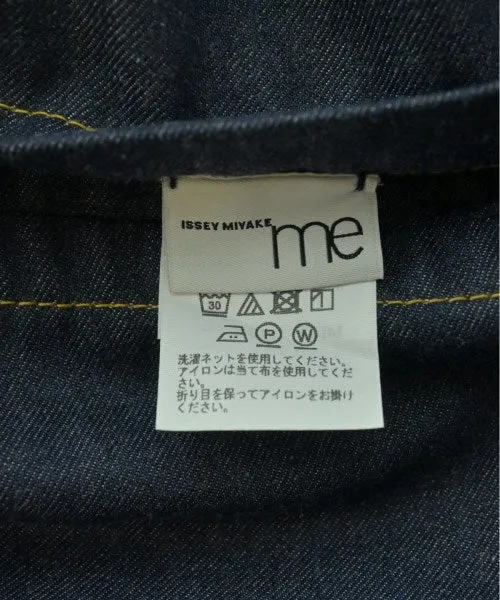 ISSEY MIYAKE me
30
P W
洗濯ネットを使用してください。
アイロンは当て布を使用してくだ
さい。
折り目を保ってアイロンをお掛け
ください。